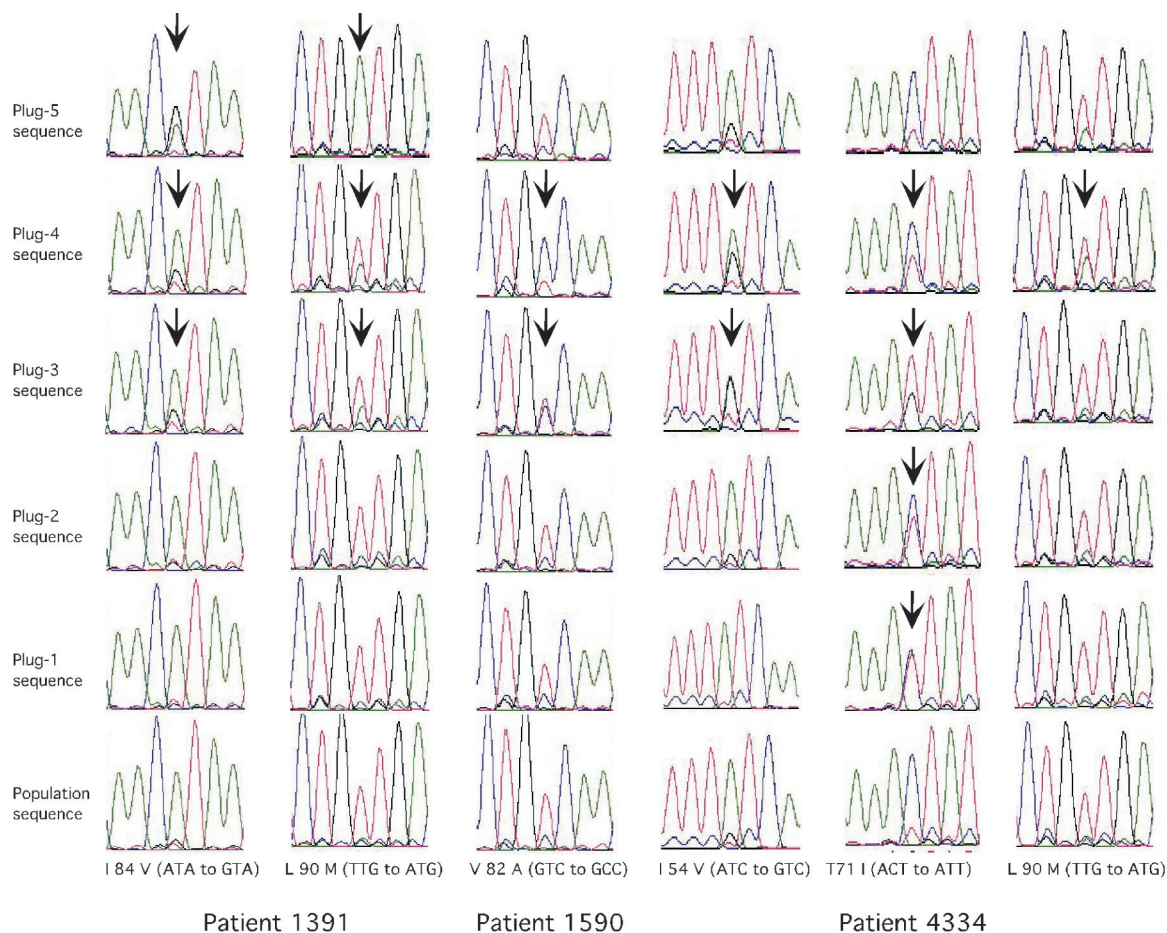 Plug-5
sequence
Plug-4
sequence
Plug-3
sequence
Plug-2
sequence
Plug-1
sequence
Population
sequence
I 84 V (ATA to GTA)
L 90 M (TTG to ATG)
V 82 A (GTC to GCC)
I 54 V (ATC to GTC)
T71 I (ACT to ATT)
L 90 M (TTG to ATG)
Patient 1391
Patient 1590
Patient 4334